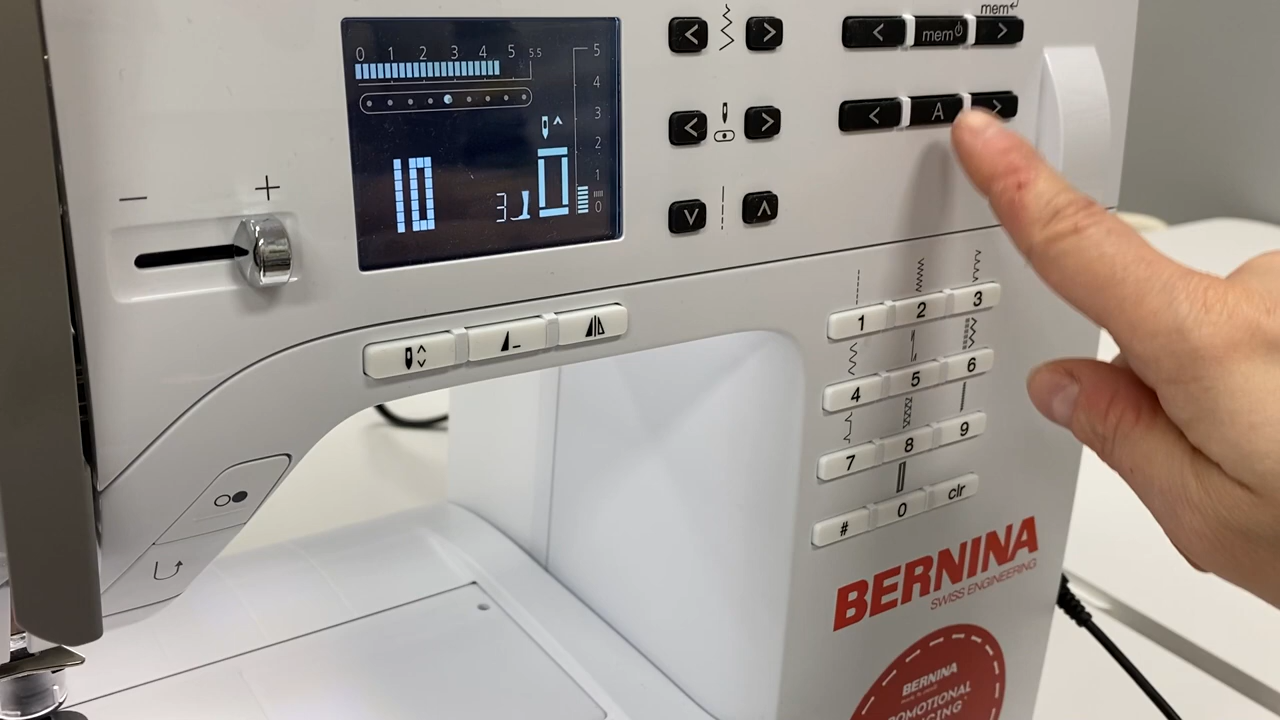 mem
< > < mem >
0 1 2 3 4 5 5.5
5
4
3
2
1
0
< > < A >
10 3
− +
1 2 3
4 5 6
7 8 9
# 0 clr
BERNINA
SWISS ENGINEERING
BERNINA